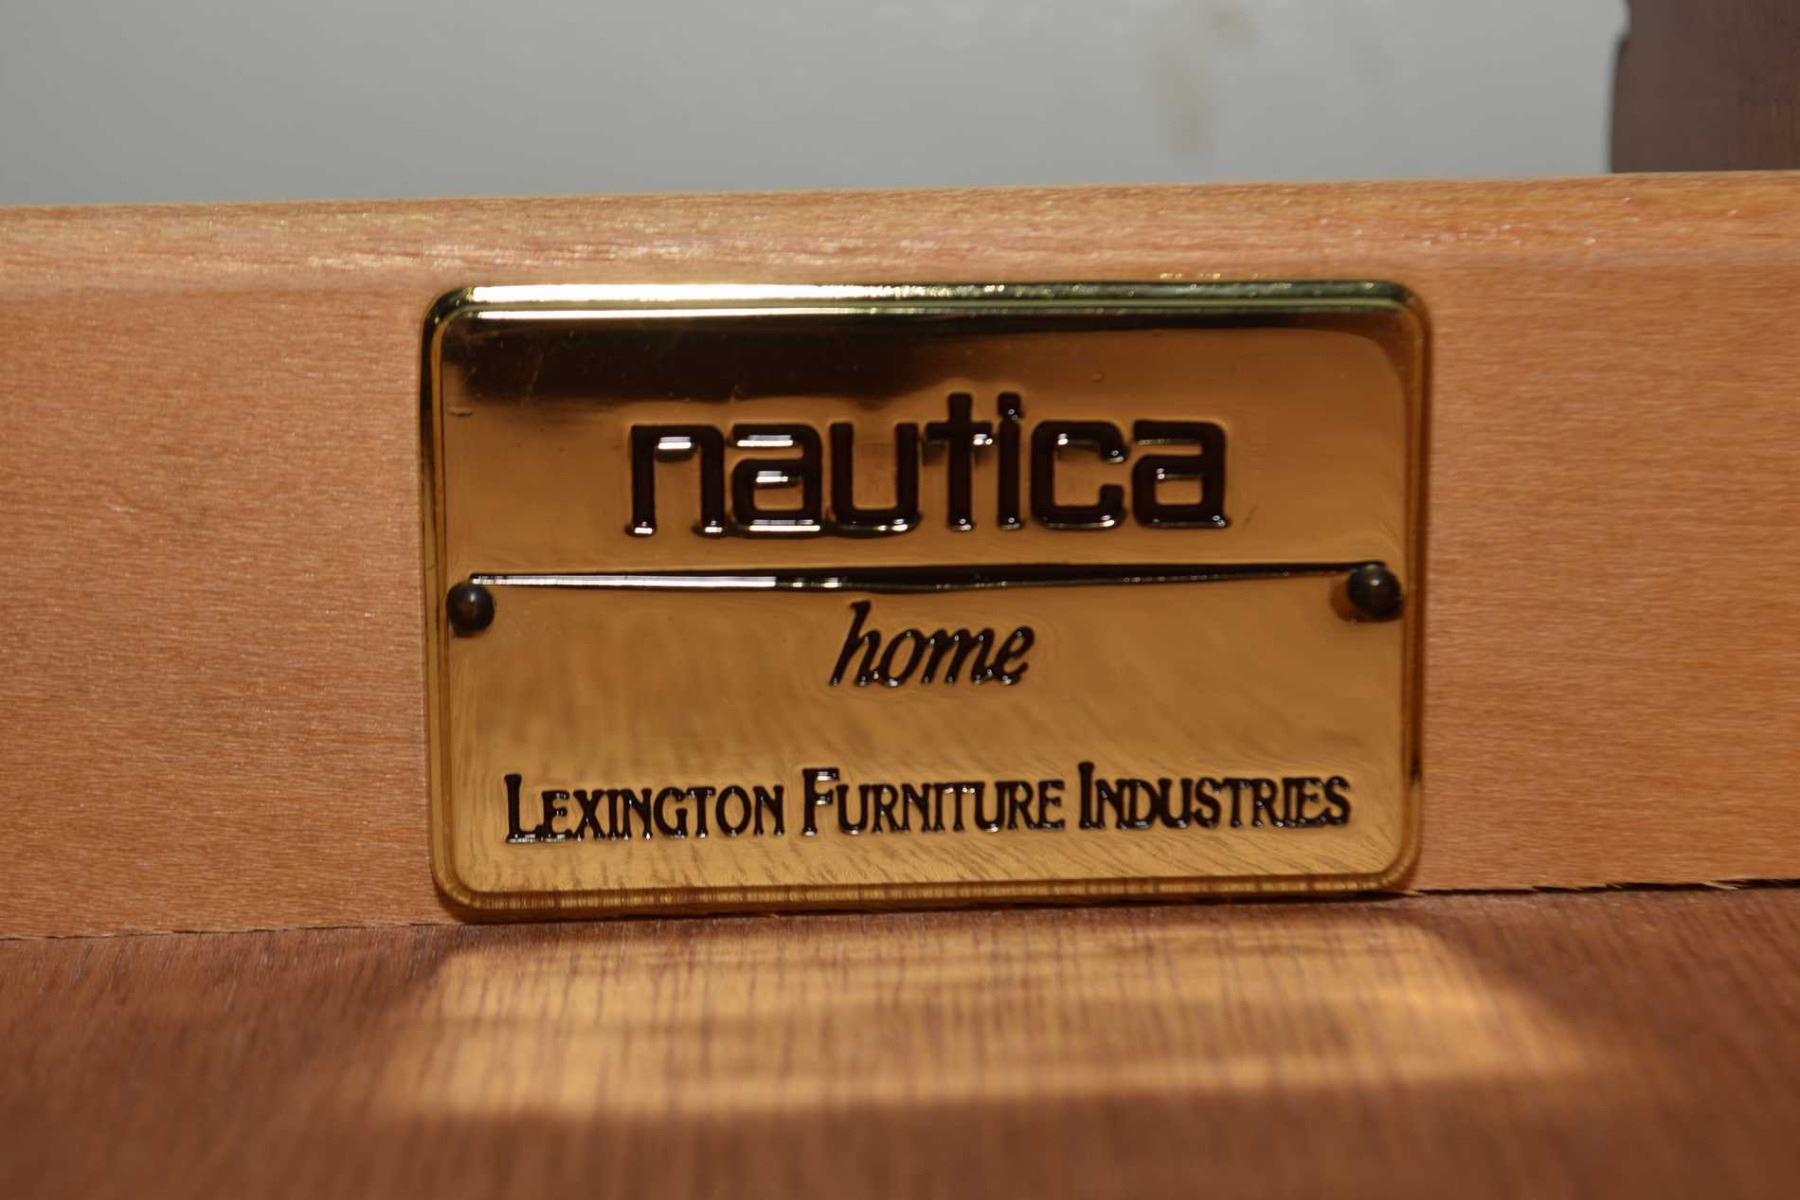 nautica
home
LEXINGTON FURNITURE INDUSTRIES